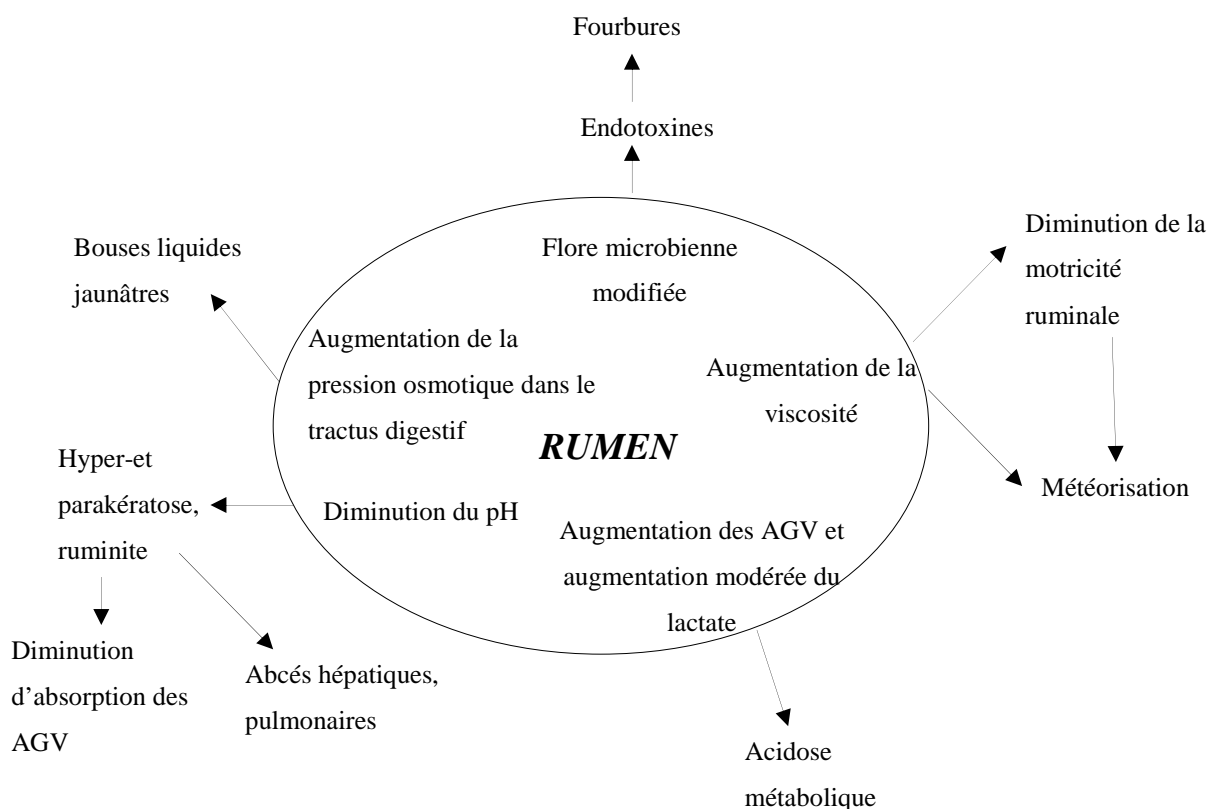 Fourbures
Endotoxines
Flore microbienne
modifiée
Bouses liquides
jaunâtres
Diminution de la
motricité
ruminale
Augmentation de la
pression osmotique dans le
tractus digestif
Augmentation de la
viscosité
RUMEN
Hyper-et
parakératose,
ruminite
Diminution du pH
Météorisation
Augmentation des AGV et
augmentation modérée du
lactate
Diminution
d’absorption des
AGV
Abcés hépatiques,
pulmonaires
Acidose
métabolique